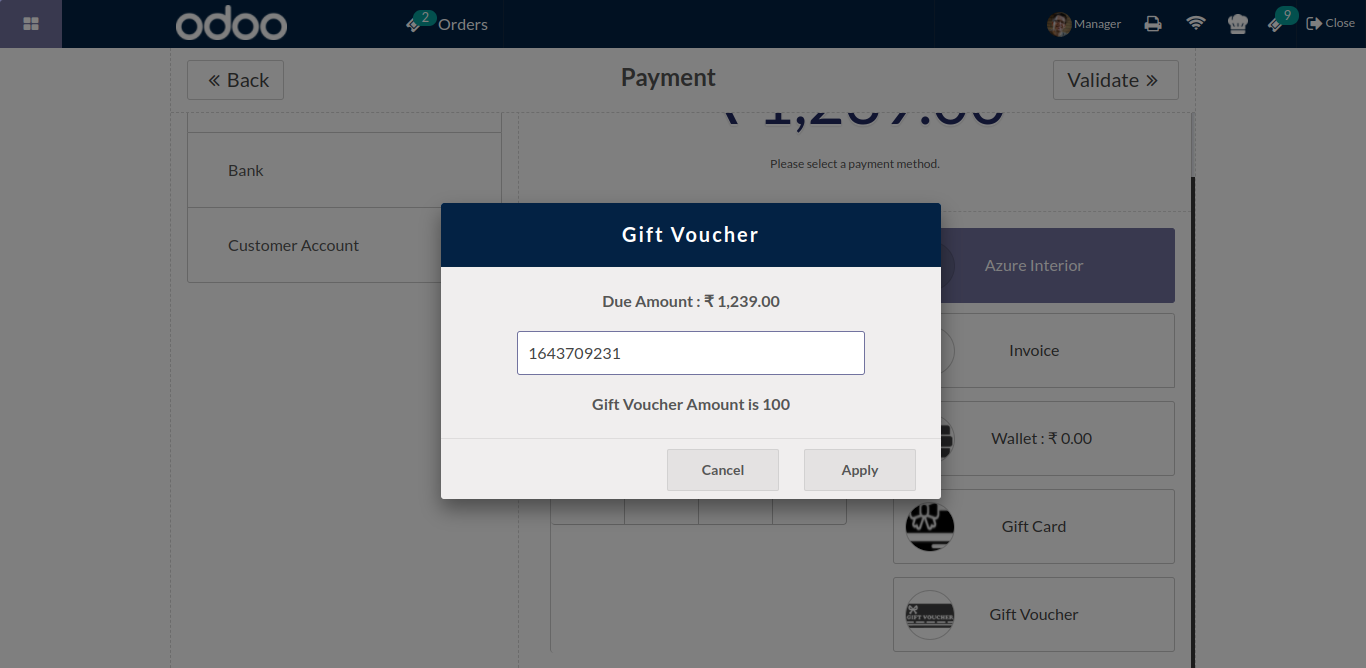 odoo
2
Orders
Manager
9
Close
« Back
Payment
Validate »
Please select a payment method.
Bank
Customer Account
Gift Voucher
Due Amount : ₹ 1,239.00
1643709231
Gift Voucher Amount is 100
Cancel
Apply
Azure Interior
Invoice
Wallet : ₹ 0.00
Gift Card
GIFT VOUCHER
Gift Voucher